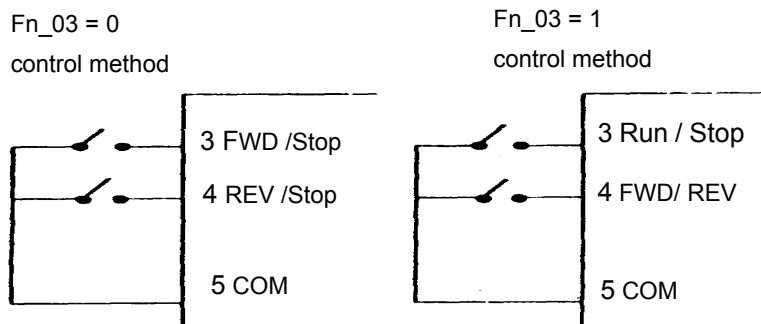 Fn_03 = 0
control method
3 FWD /Stop
4 REV /Stop
5 COM
Fn_03 = 1
control method
3 Run / Stop
4 FWD/ REV
5 COM